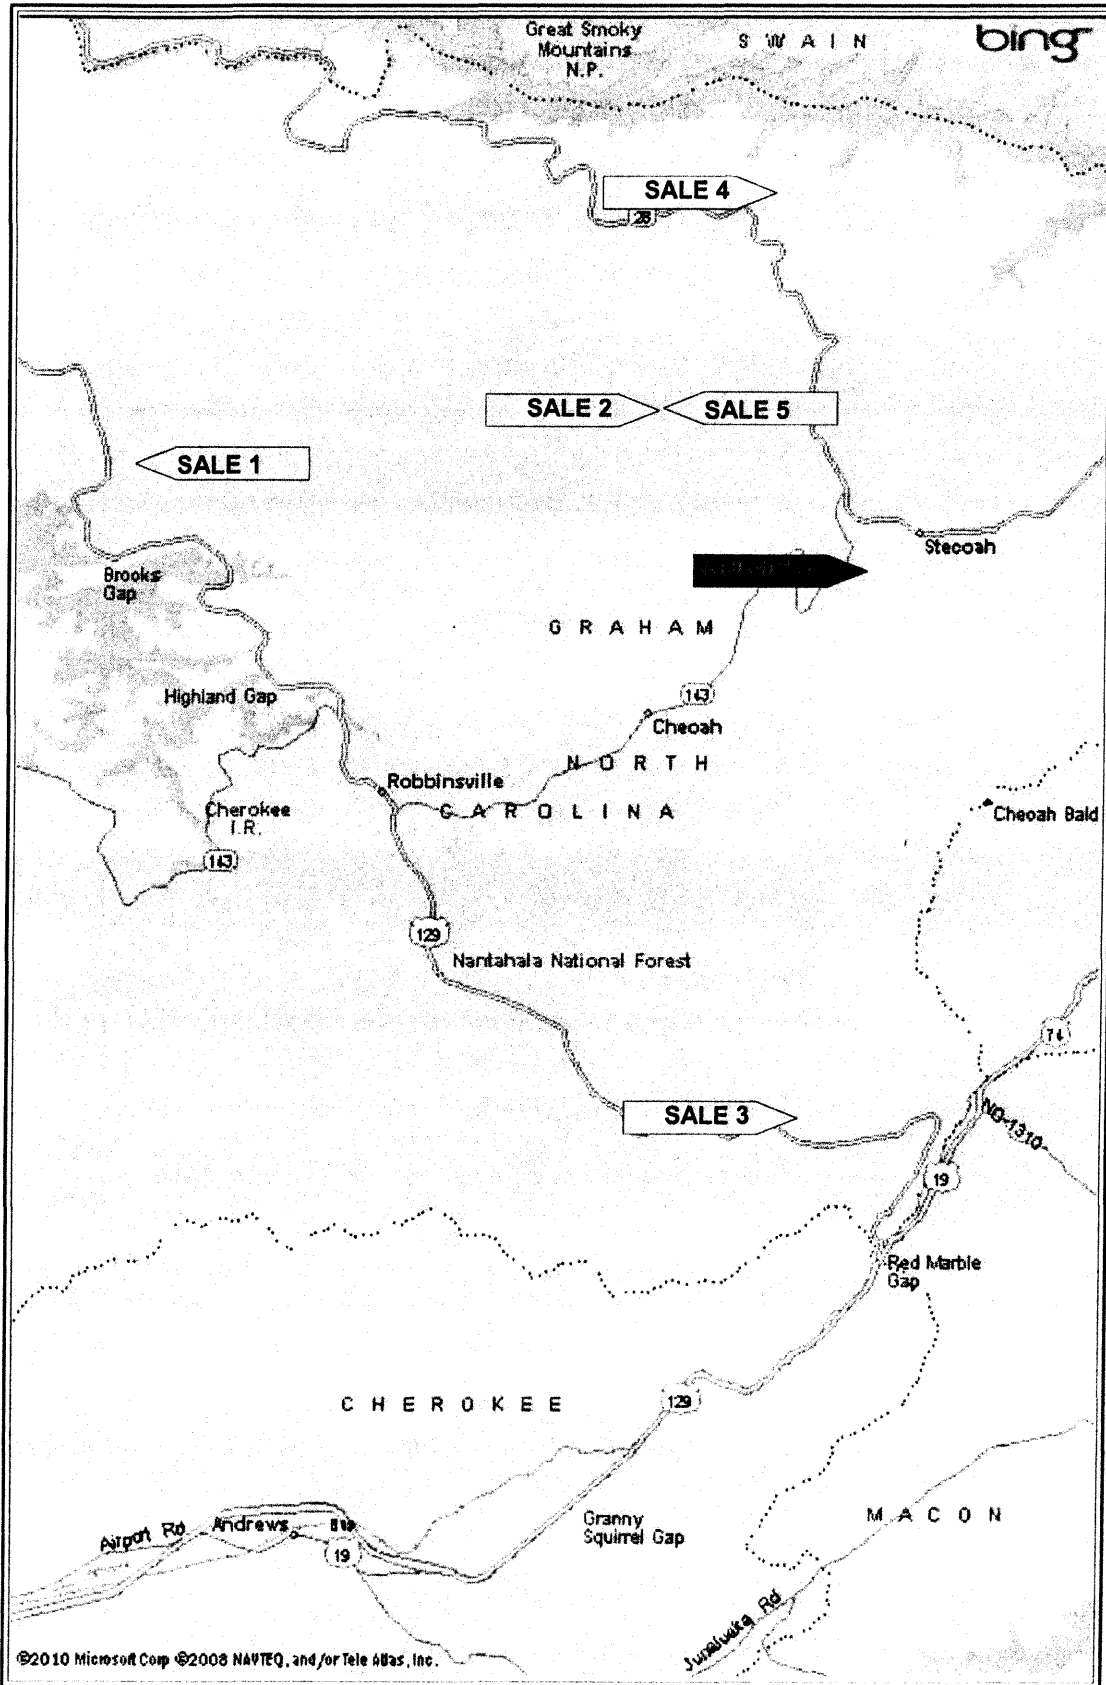 Great Smoky
Mountains
N.P.
S W A I N
bing
SALE 4
28
SALE 2
SALE 5
SALE 1
Stecoah
Brooks
Gap
G R A H A M
Highland Gap
143
Cheoah
N O R T H
Robbinsville
C A R O L I N A
Cherokee
I.R.
Cheoah Bald
143
129
Nantahala National Forest
74
SALE 3
NC-1310
19
Red Marble
Gap
C H E R O K E E
129
Granny
Squirrel Gap
M A C O N
Airport Rd
Andrews
19
Junaluska Rd
©2010 Microsoft Corp ©2008 NAVTEQ, and/or Tele Atlas, Inc.